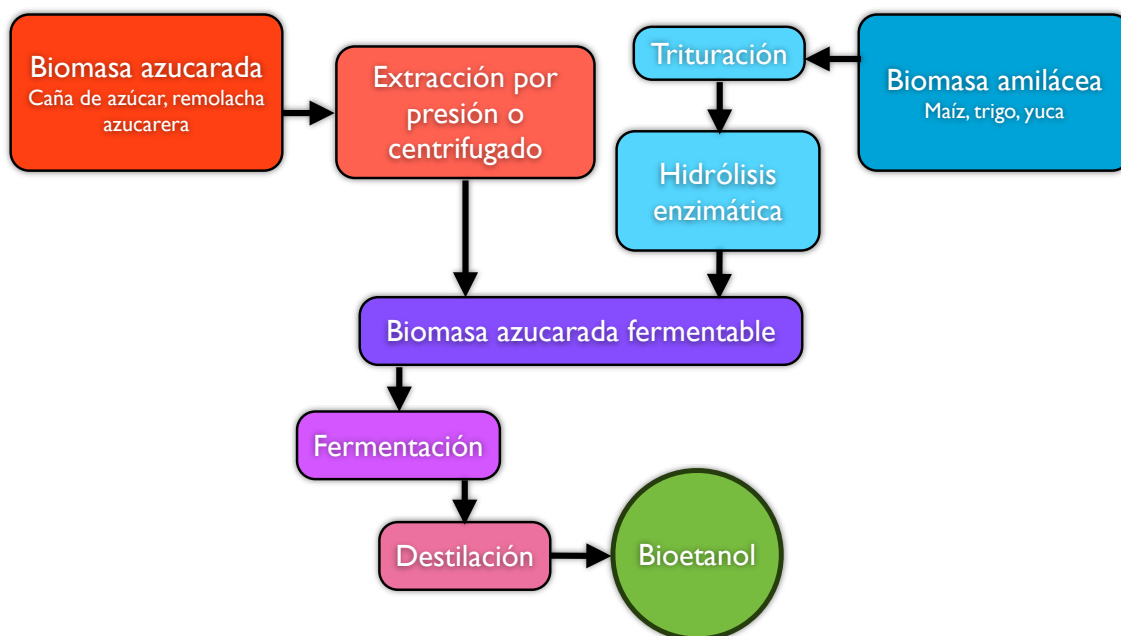 Biomasa azucarada
Caña de azúcar, remolacha
azucarera
Extracción por
presión o
centrifugado
Trituración
Biomasa amilácea
Maíz, trigo, yuca
Hidrólisis
enzimática
Biomasa azucarada fermentable
Fermentación
Destilación
Bioetanol